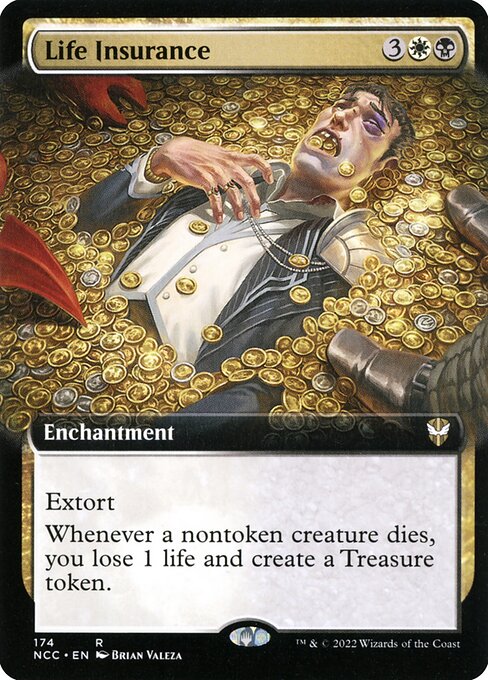 Life Insurance 3
Enchantment
Extort
Whenever a nontoken creature dies,
you lose 1 life and create a Treasure
token.
174 R
NCC • EN Brian Valeza
™ & © 2022 Wizards of the Coast